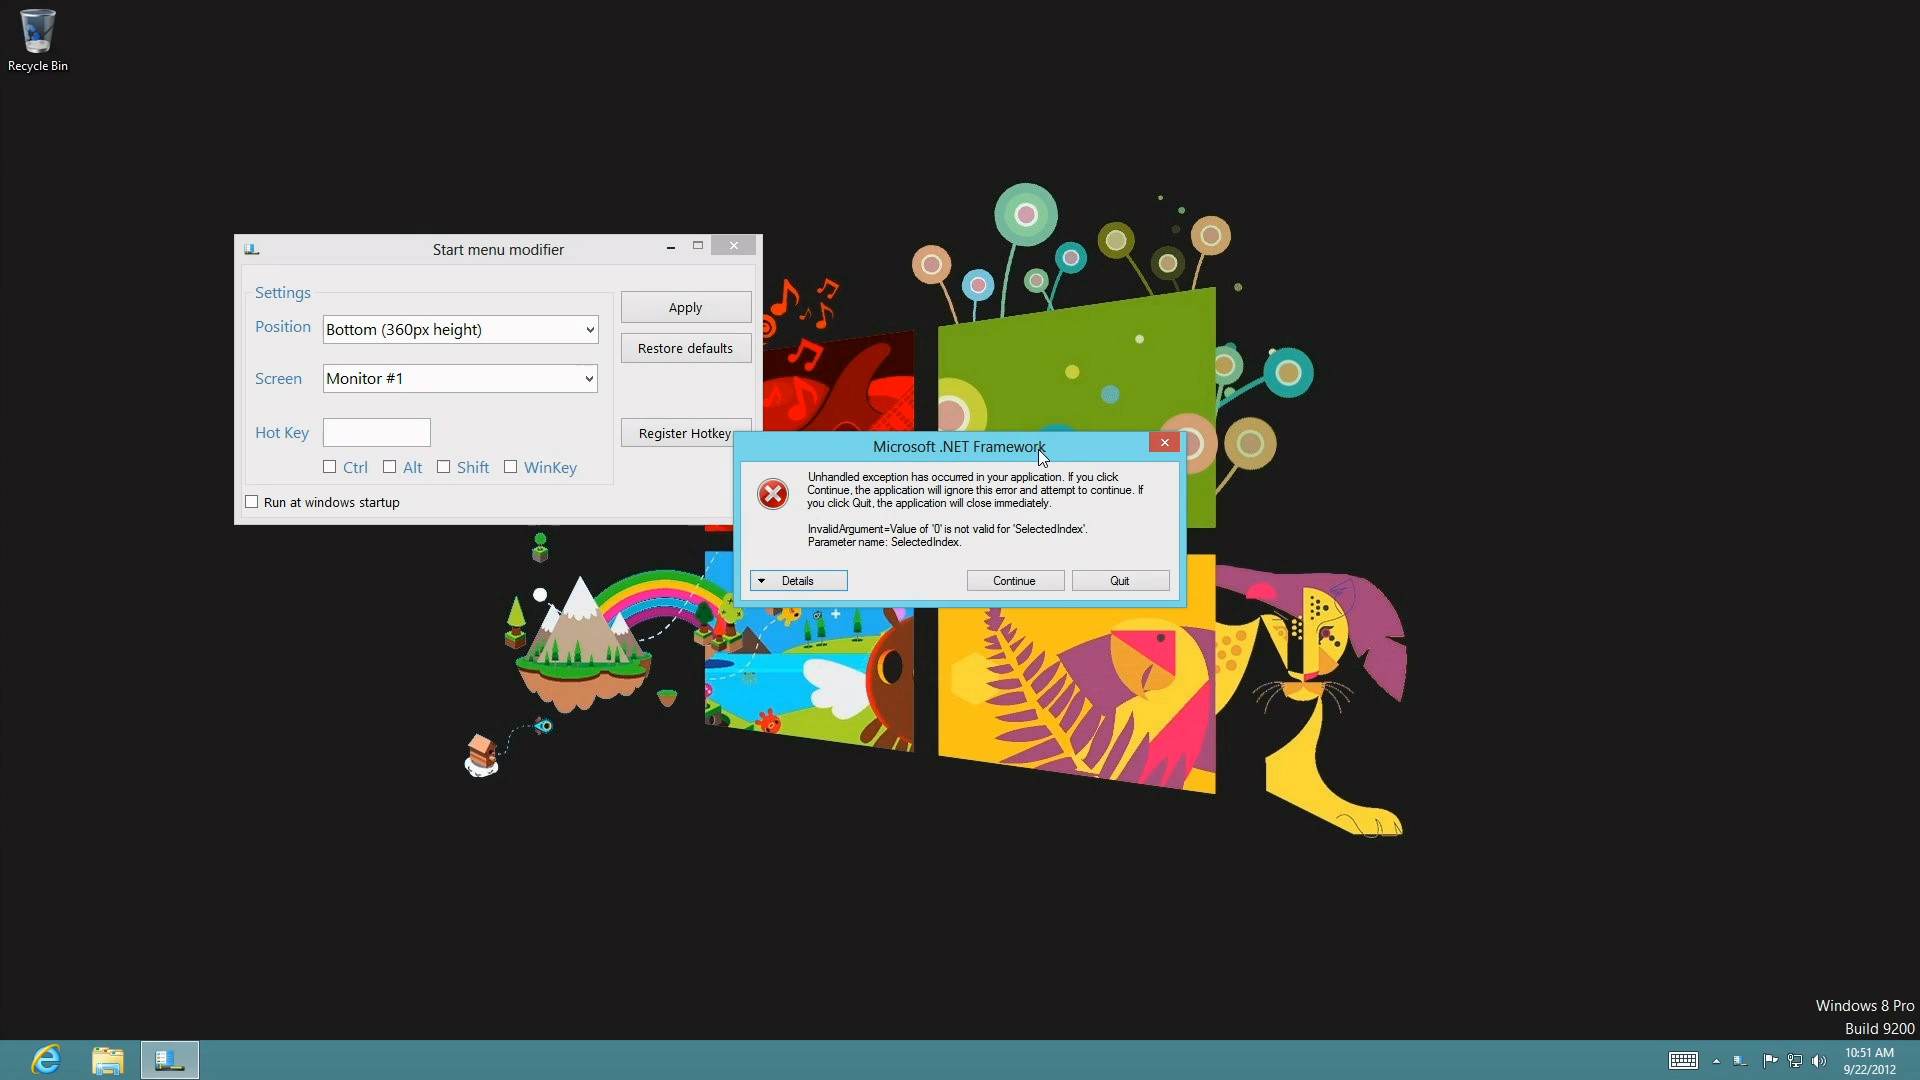 Recycle Bin
Start menu modifier
Settings
Position
Bottom (360px height)
Screen
Monitor #1
Hot Key
Ctrl
Alt
Shift
WinKey
Run at windows startup
Apply
Restore defaults
Register Hotkey
Microsoft .NET Framework
Unhandled exception has occurred in your application. If you click
Continue, the application will ignore this error and attempt to continue. If
you click Quit, the application will close immediately.
InvalidArgument=Value of '0' is not valid for 'SelectedIndex'.
Parameter name: SelectedIndex.
Details
Continue
Quit
Windows 8 Pro
Build 9200
10:51 AM
9/22/2012